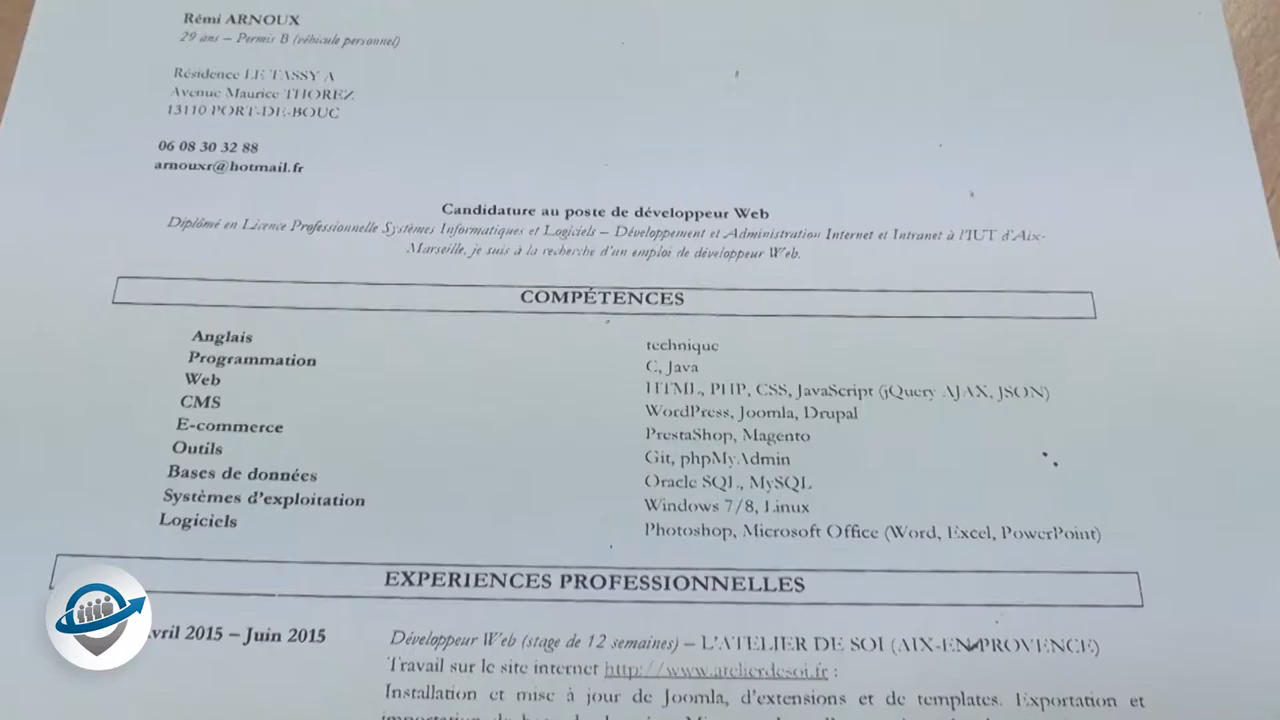 Rémi ARNOUX
29 ans – Permis B (véhicule personnel)
Résidence LE TASSY A
Avenue Maurice THOREZ
13110 PORT-DE-BOUC
06 08 30 32 88
arnouxr@hotmail.fr
Candidature au poste de développeur Web
Diplômé en Licence Professionnelle Systèmes Informatiques et Logiciels – Développement et Administration Internet et Intranet à l'IUT d'Aix-
Marseille, je suis à la recherche d'un emploi de développeur Web.
COMPÉTENCES
Anglais technique
Programmation C, Java
Web HTML, PHP, CSS, JavaScript (jQuery AJAX, JSON)
CMS WordPress, Joomla, Drupal
E-commerce PrestaShop, Magento
Outils Git, phpMyAdmin
Bases de données Oracle SQL, MySQL
Systèmes d'exploitation Windows 7/8, Linux
Logiciels Photoshop, Microsoft Office (Word, Excel, PowerPoint)
EXPERIENCES PROFESSIONNELLES
vril 2015 – Juin 2015 Développeur Web (stage de 12 semaines) – L'ATELIER DE SOI (AIX-EN-PROVENCE)
Travail sur le site internet http://www.atelierdesoi.fr :
Installation et mise à jour de Joomla, d'extensions et de templates. Exportation et